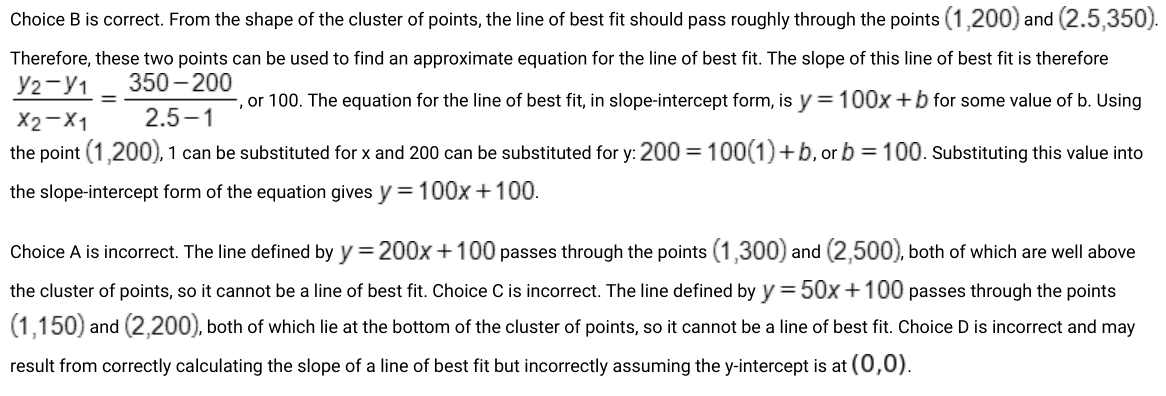 Choice B is correct. From the shape of the cluster of points, the line of best fit should pass roughly through the points (1,200) and (2.5,350).
Therefore, these two points can be used to find an approximate equation for the line of best fit. The slope of this line of best fit is therefore
y₂−y₁/x₂−x₁ = 350−200/2.5−1, or 100. The equation for the line of best fit, in slope-intercept form, is y = 100x + b for some value of b. Using
the point (1,200), 1 can be substituted for x and 200 can be substituted for y: 200 = 100(1) + b, or b = 100. Substituting this value into
the slope-intercept form of the equation gives y = 100x + 100.
Choice A is incorrect. The line defined by y = 200x + 100 passes through the points (1,300) and (2,500), both of which are well above
the cluster of points, so it cannot be a line of best fit. Choice C is incorrect. The line defined by y = 50x + 100 passes through the points
(1,150) and (2,200), both of which lie at the bottom of the cluster of points, so it cannot be a line of best fit. Choice D is incorrect and may
result from correctly calculating the slope of a line of best fit but incorrectly assuming the y-intercept is at (0,0).